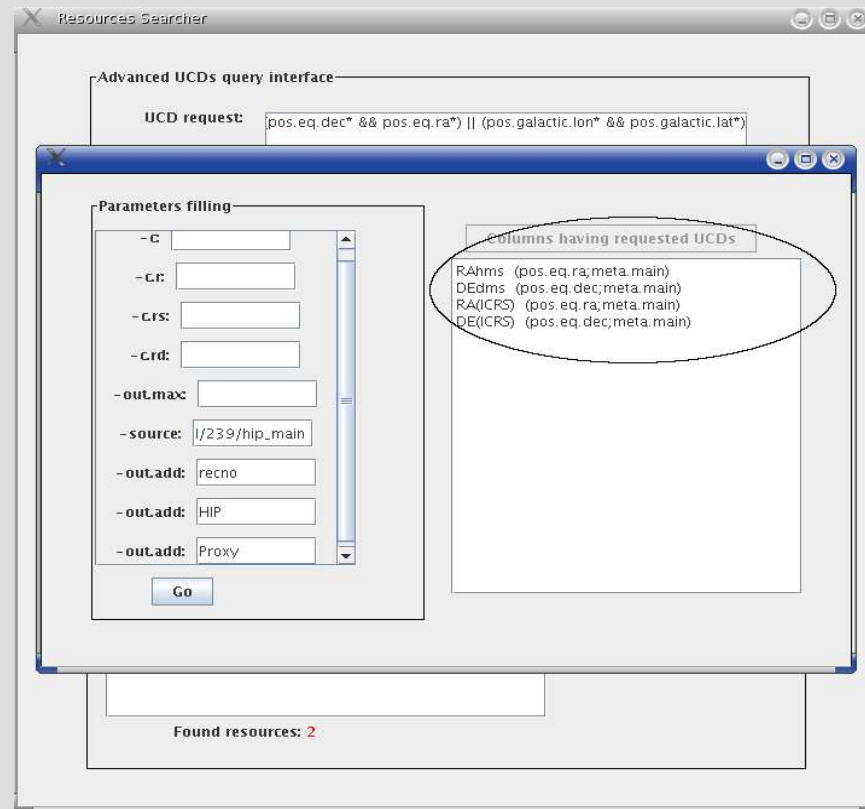 Resources Searcher
Advanced UCDs query interface
UCD request:
(pos.eq.dec* && pos.eq.ra*) || (pos.galactic.lon* && pos.galactic.lat*)
Parameters filling
-c
-c.r:
-c.rs:
-c.rd:
-out.max:
-source: I/239/hip_main
-out.add: recno
-out.add: HIP
-out.add: Proxy
Go
Columns having requested UCDs
RAhms (pos.eq.ra;meta.main)
DEdms (pos.eq.dec;meta.main)
RA(ICRS) (pos.eq.ra;meta.main)
DE(ICRS) (pos.eq.dec;meta.main)
Found resources: 2